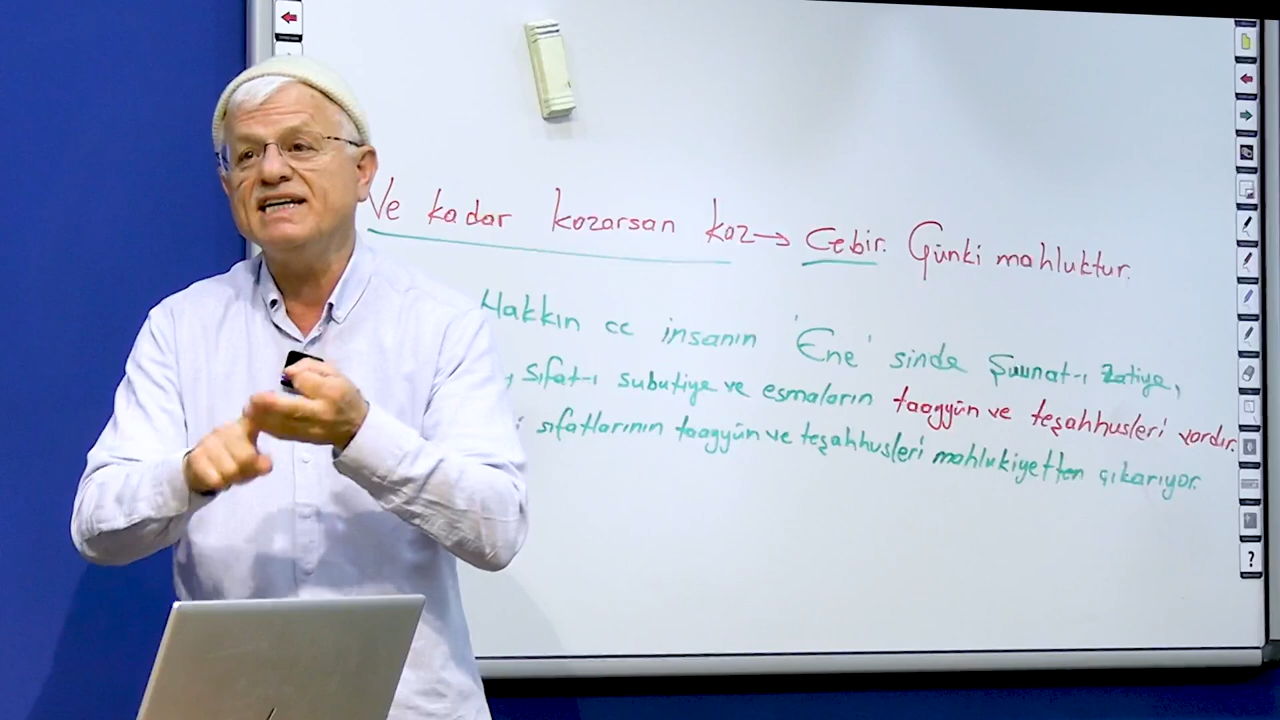 Ne kadar kazarsan kaz→ Cebir. Çünki mahluktur.
Hakkın cc insanın 'Ene' sinde Şuunat-ı Zatiye,
, sıfat-ı subutiye ve esmaların taayyün ve teşahhusleri vardır.
i sıfatlarının taayyün ve teşahhusleri mahlukiyetten çıkarıyor.
?